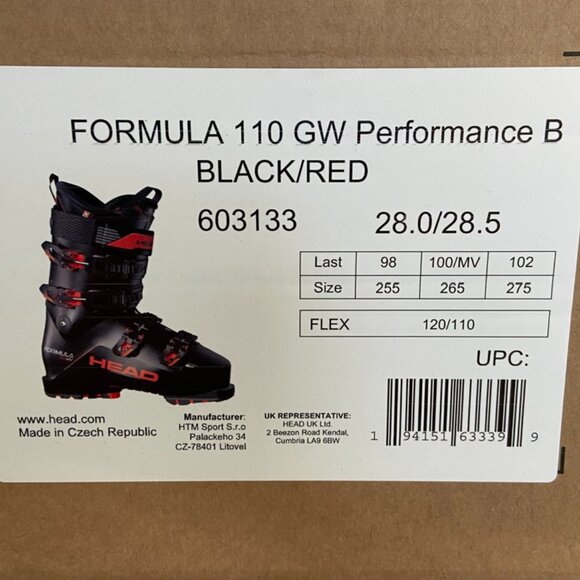 FORMULA 110 GW Performance B
BLACK/RED
603133 28.0/28.5
Last 98 100/MV 102
Size 255 265 275
FLEX 120/110
UPC:
HEAD
FORMULA
HEAD
www.head.com
Made in Czech Republic
Manufacturer:
HTM Sport S.r.o
Palackeho 34
CZ-78401 Litovel
UK REPRESENTATIVE:
HEAD UK Ltd.
2 Beezon Road Kendal,
Cumbria LA9 6BW
1 94151 63339 9